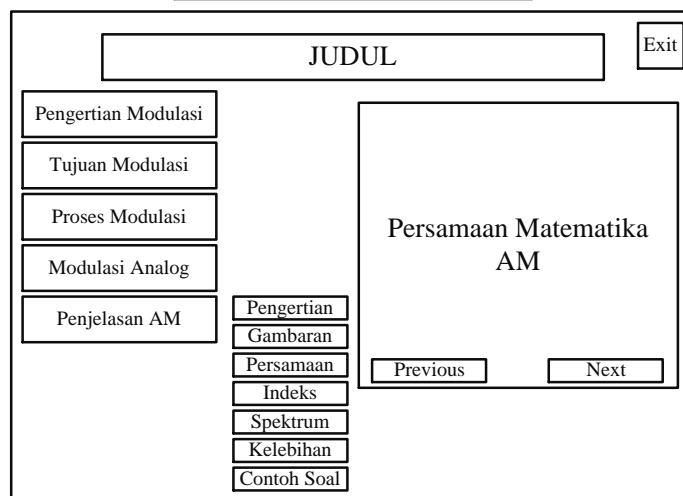 JUDUL
Exit
Pengertian Modulasi
Tujuan Modulasi
Proses Modulasi
Modulasi Analog
Penjelasan AM
Pengertian
Gambaran
Persamaan
Indeks
Spektrum
Kelebihan
Contoh Soal
Persamaan Matematika
AM
Previous
Next